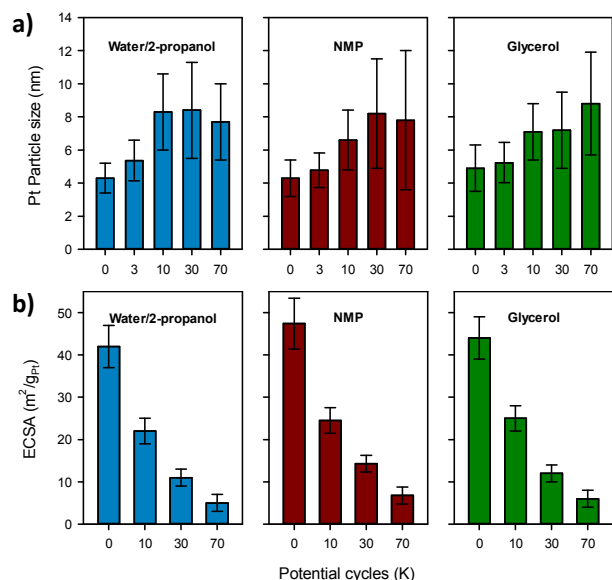 a)
Water/2-propanol
NMP
Glycerol
Pt Particle size (nm)
14
12
10
8
6
4
2
0
0 3 10 30 70
0 3 10 30 70
0 3 10 30 70
b)
Water/2-propanol
NMP
Glycerol
ECSA (m²/gPt)
50
40
30
20
10
0
0 10 30 70
0 10 30 70
0 10 30 70
Potential cycles (K)